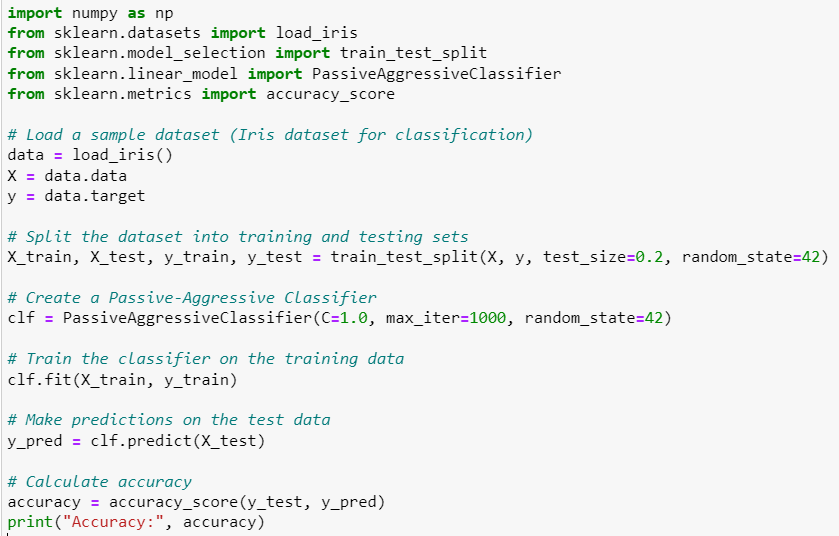 import numpy as np
from sklearn.datasets import load_iris
from sklearn.model_selection import train_test_split
from sklearn.linear_model import PassiveAggressiveClassifier
from sklearn.metrics import accuracy_score
# Load a sample dataset (Iris dataset for classification)
data = load_iris()
X = data.data
y = data.target
# Split the dataset into training and testing sets
X_train, X_test, y_train, y_test = train_test_split(X, y, test_size=0.2, random_state=42)
# Create a Passive-Aggressive Classifier
clf = PassiveAggressiveClassifier(C=1.0, max_iter=1000, random_state=42)
# Train the classifier on the training data
clf.fit(X_train, y_train)
# Make predictions on the test data
y_pred = clf.predict(X_test)
# Calculate accuracy
accuracy = accuracy_score(y_test, y_pred)
print("Accuracy:", accuracy)